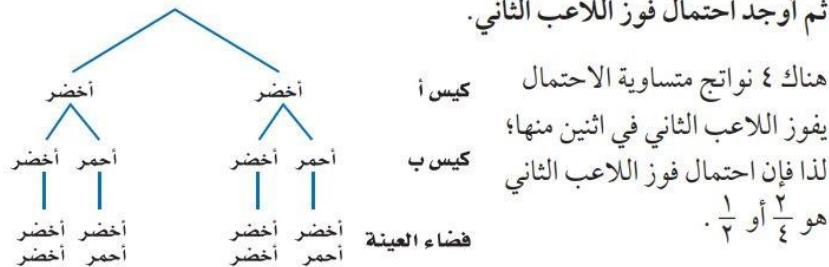 ثم أوجد احتمال فوز اللاعب الثاني.
هناك ٤ نواتج متساوية الاحتمال
يفوز اللاعب الثاني في اثنين منها؛
لذا فإن احتمال فوز اللاعب الثاني
هو ٢/٤ أو ١/٢ .
كيس أ أخضر أخضر
كيس ب أحمر أخضر أحمر أخضر
فضاء العينة أخضر أخضر أخضر أخضر
أحمر أخضر أحمر أخضر